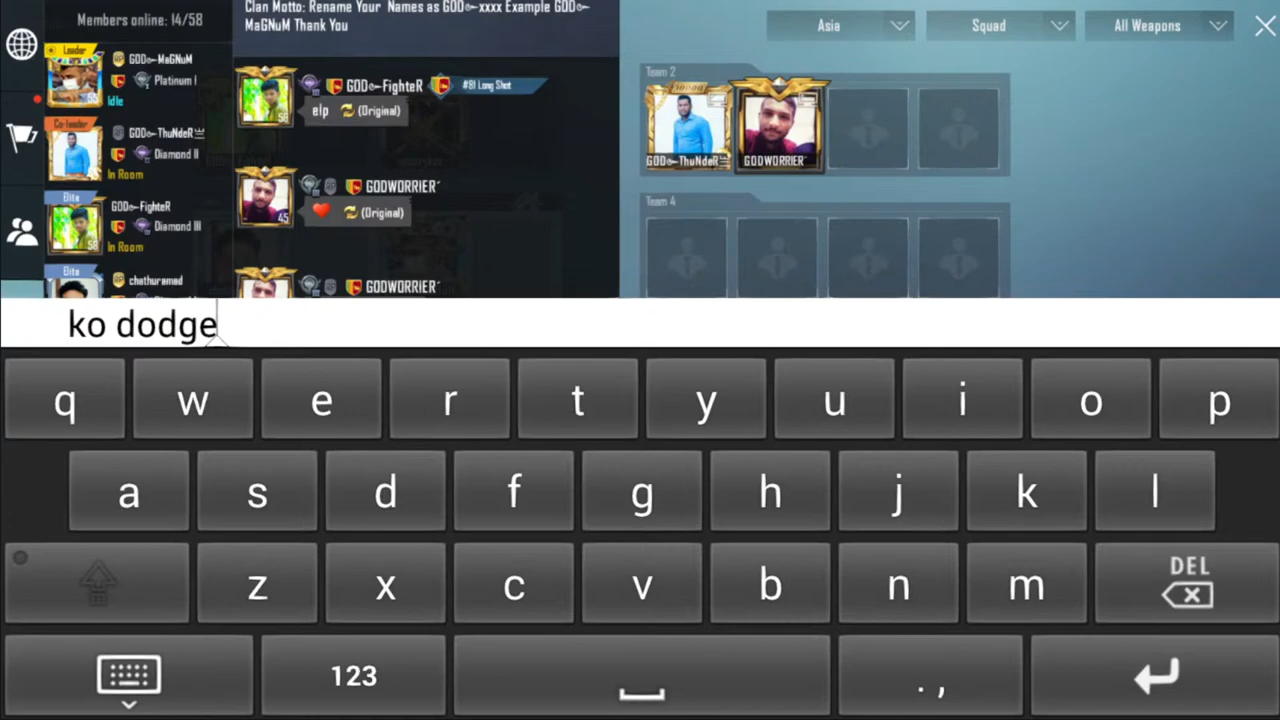 Members online: 14/58
Leader
GOD๛MaGNuM
Platinum I
Idle
Co-leader
GOD๛ThuNdeR
Diamond II
In Room
Elite
GOD๛FighteR
58
Diamond III
In Room
Elite
chathuramad
Clan Motto: Rename Your Names as GOD๛xxxx Example GOD๛
MaGNuM Thank You
GOD๛FighteR
#81 Long Shot
58
elp (Original)
GODWORRIER
45
(Original)
GODWORRIER
Asia
Squad
All Weapons
Team 2
GOD๛ThuNdeR
GODWORRIER
Team 4
ko dodge
q w e r t y u i o p
a s d f g h j k l
z x c v b n m DEL
123 . ,